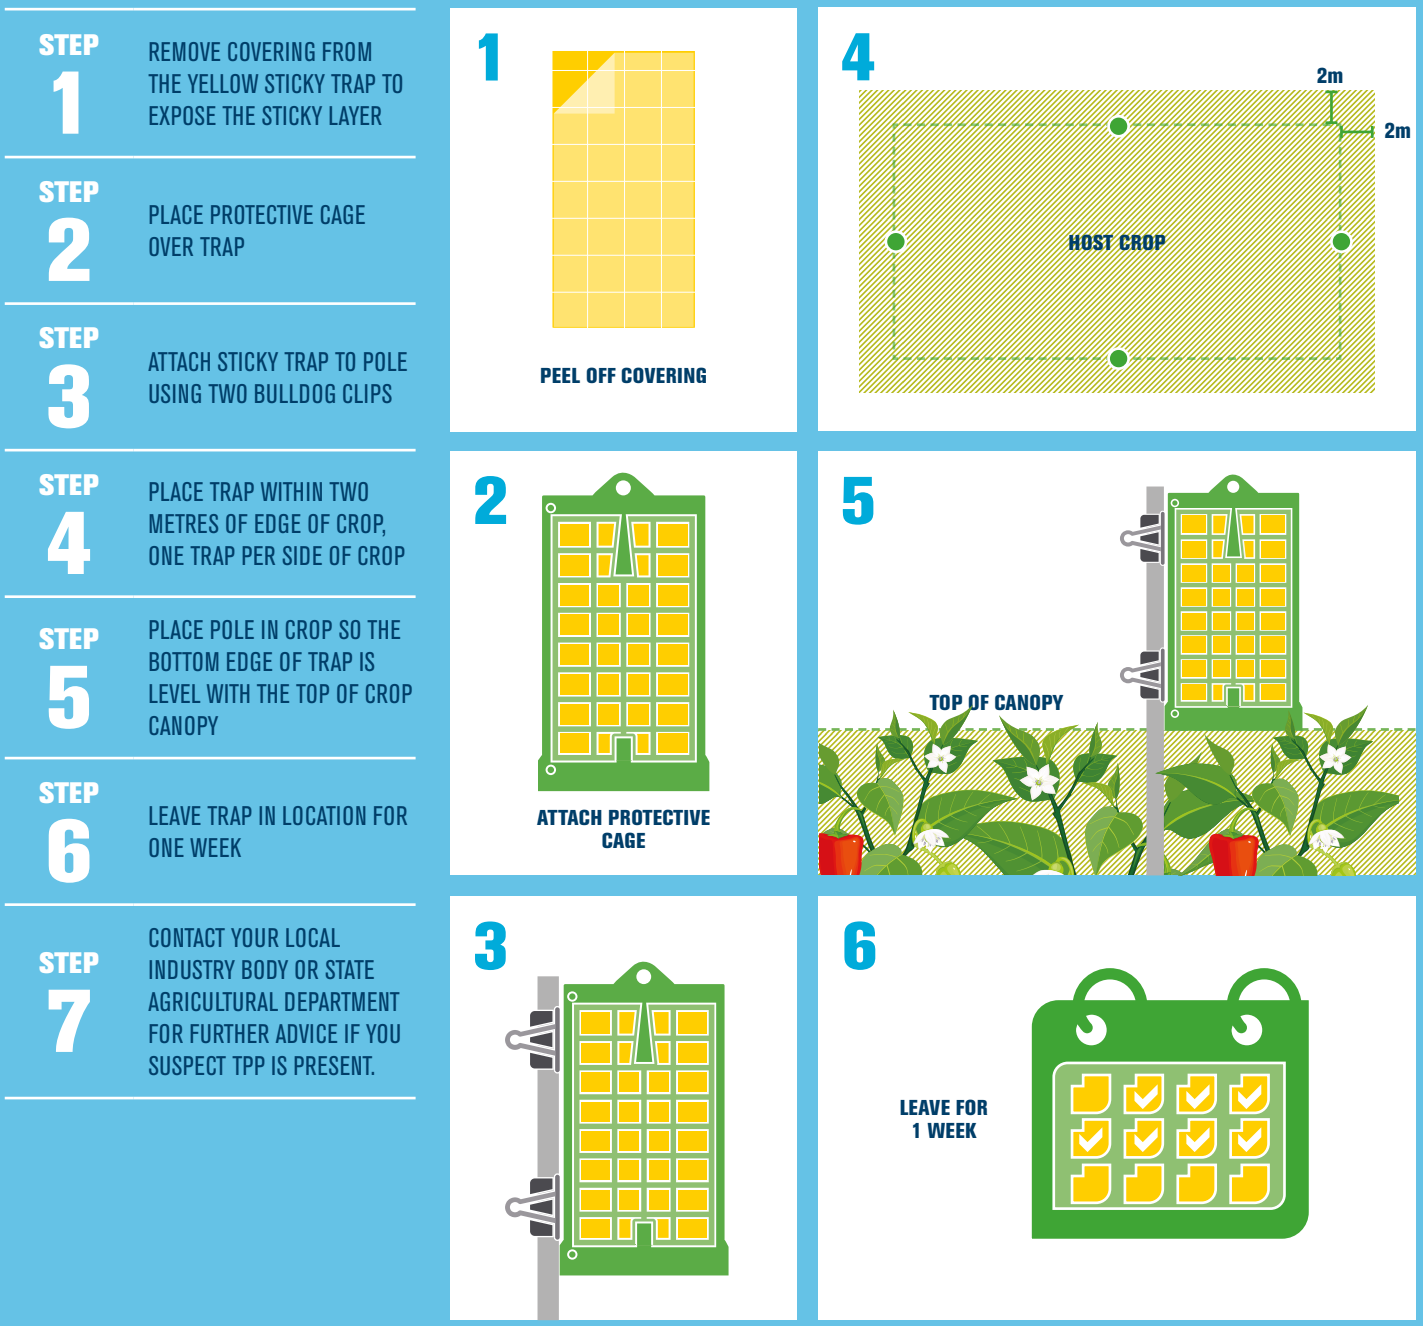 STEP
1
REMOVE COVERING FROM
THE YELLOW STICKY TRAP TO
EXPOSE THE STICKY LAYER
STEP
2
PLACE PROTECTIVE CAGE
OVER TRAP
STEP
3
ATTACH STICKY TRAP TO POLE
USING TWO BULLDOG CLIPS
STEP
4
PLACE TRAP WITHIN TWO
METRES OF EDGE OF CROP,
ONE TRAP PER SIDE OF CROP
STEP
5
PLACE POLE IN CROP SO THE
BOTTOM EDGE OF TRAP IS
LEVEL WITH THE TOP OF CROP
CANOPY
STEP
6
LEAVE TRAP IN LOCATION FOR
ONE WEEK
STEP
7
CONTACT YOUR LOCAL
INDUSTRY BODY OR STATE
AGRICULTURAL DEPARTMENT
FOR FURTHER ADVICE IF YOU
SUSPECT TPP IS PRESENT.
1
PEEL OFF COVERING
2
ATTACH PROTECTIVE
CAGE
3
4
2m
2m
HOST CROP
5
TOP OF CANOPY
6
LEAVE FOR
1 WEEK